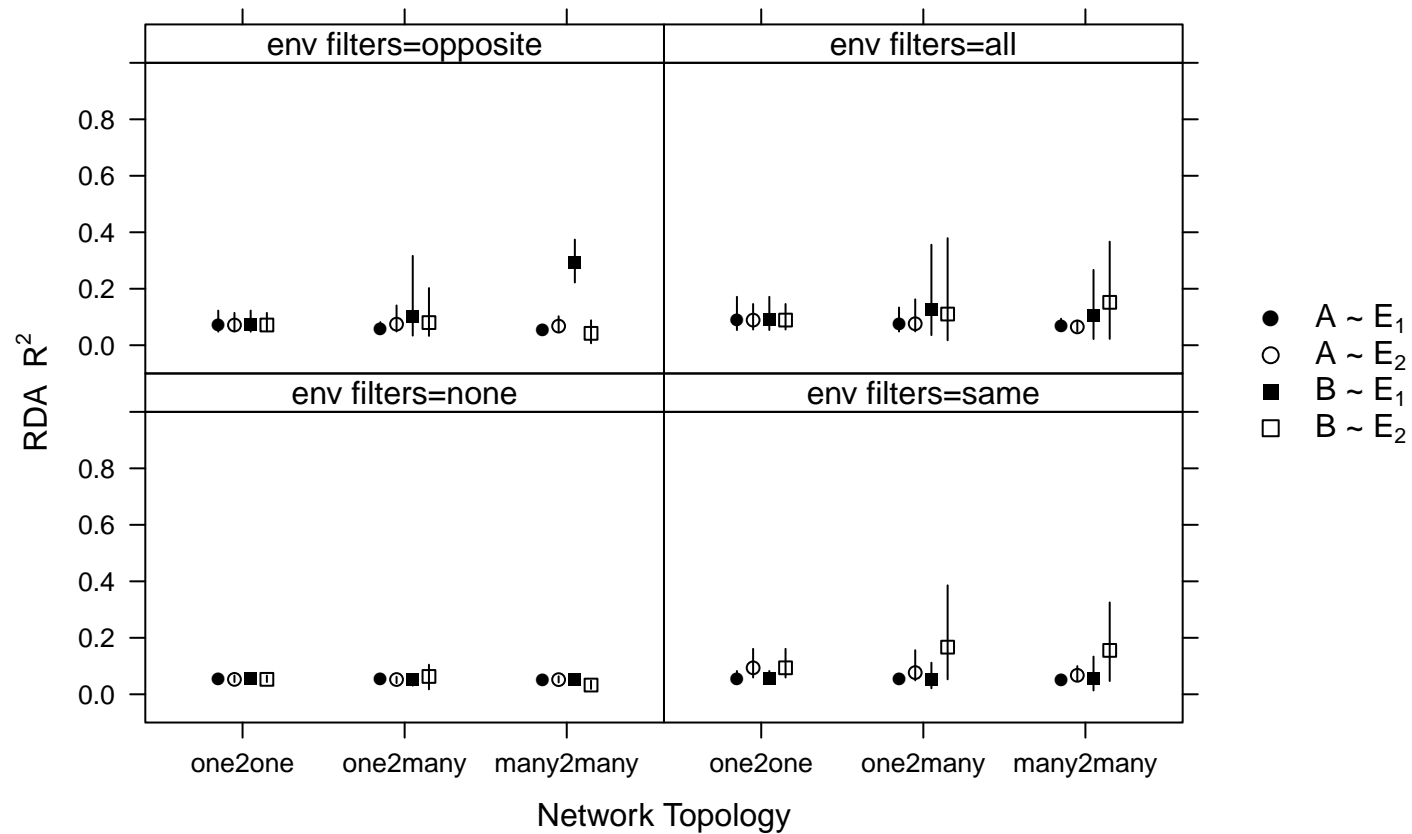 env filters=opposite
env filters=all
0.8
0.6
0.4
0.2
0.0
env filters=none
env filters=same
0.8
0.6
0.4
0.2
0.0
RDA R²
one2one one2many many2many one2one one2many many2many
Network Topology
A ~ E₁
A ~ E₂
B ~ E₁
B ~ E₂